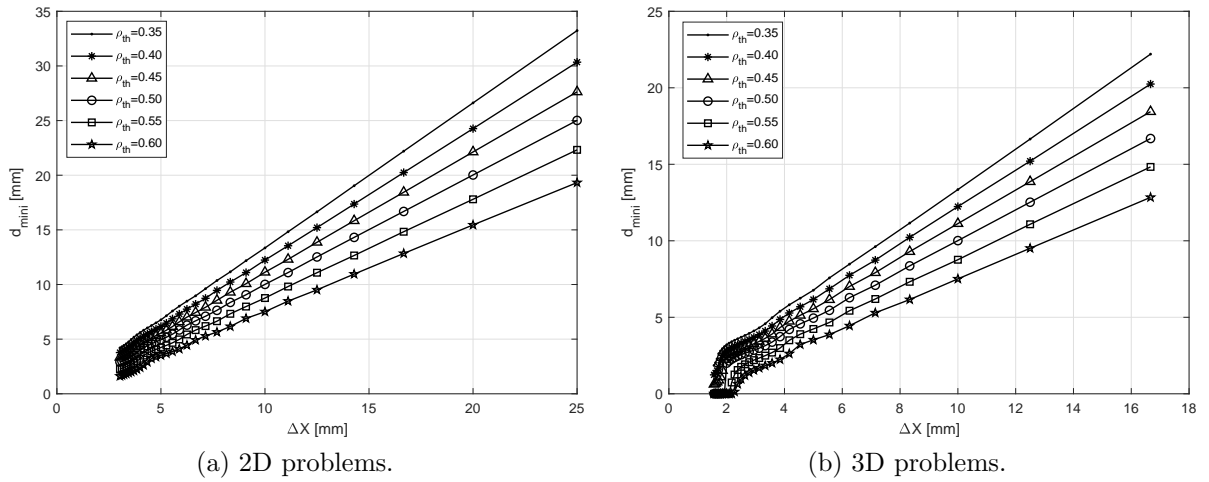 35
30
25
20
15
10
5
0
d_mini [mm]
ρ_th=0.35
ρ_th=0.40
ρ_th=0.45
ρ_th=0.50
ρ_th=0.55
ρ_th=0.60
0 5 10 15 20 25
ΔX [mm]
(a) 2D problems.
25
20
15
10
5
0
d_mini [mm]
ρ_th=0.35
ρ_th=0.40
ρ_th=0.45
ρ_th=0.50
ρ_th=0.55
ρ_th=0.60
0 2 4 6 8 10 12 14 16 18
ΔX [mm]
(b) 3D problems.